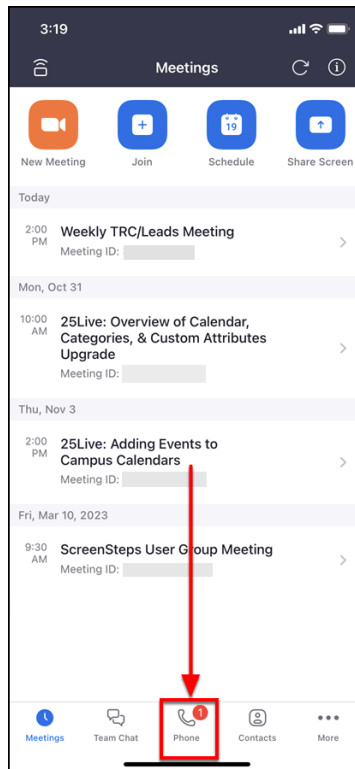 3:19
Meetings
19
New Meeting Join Schedule Share Screen
Today
2:00 PM
Weekly TRC/Leads Meeting
Meeting ID:
Mon, Oct 31
10:00 AM
25Live: Overview of Calendar,
Categories, & Custom Attributes
Upgrade
Meeting ID:
Thu, Nov 3
2:00 PM
25Live: Adding Events to
Campus Calendars
Meeting ID:
Fri, Mar 10, 2023
9:30 AM
ScreenSteps User Group Meeting
Meeting ID:
1
Meetings Team Chat Phone Contacts More